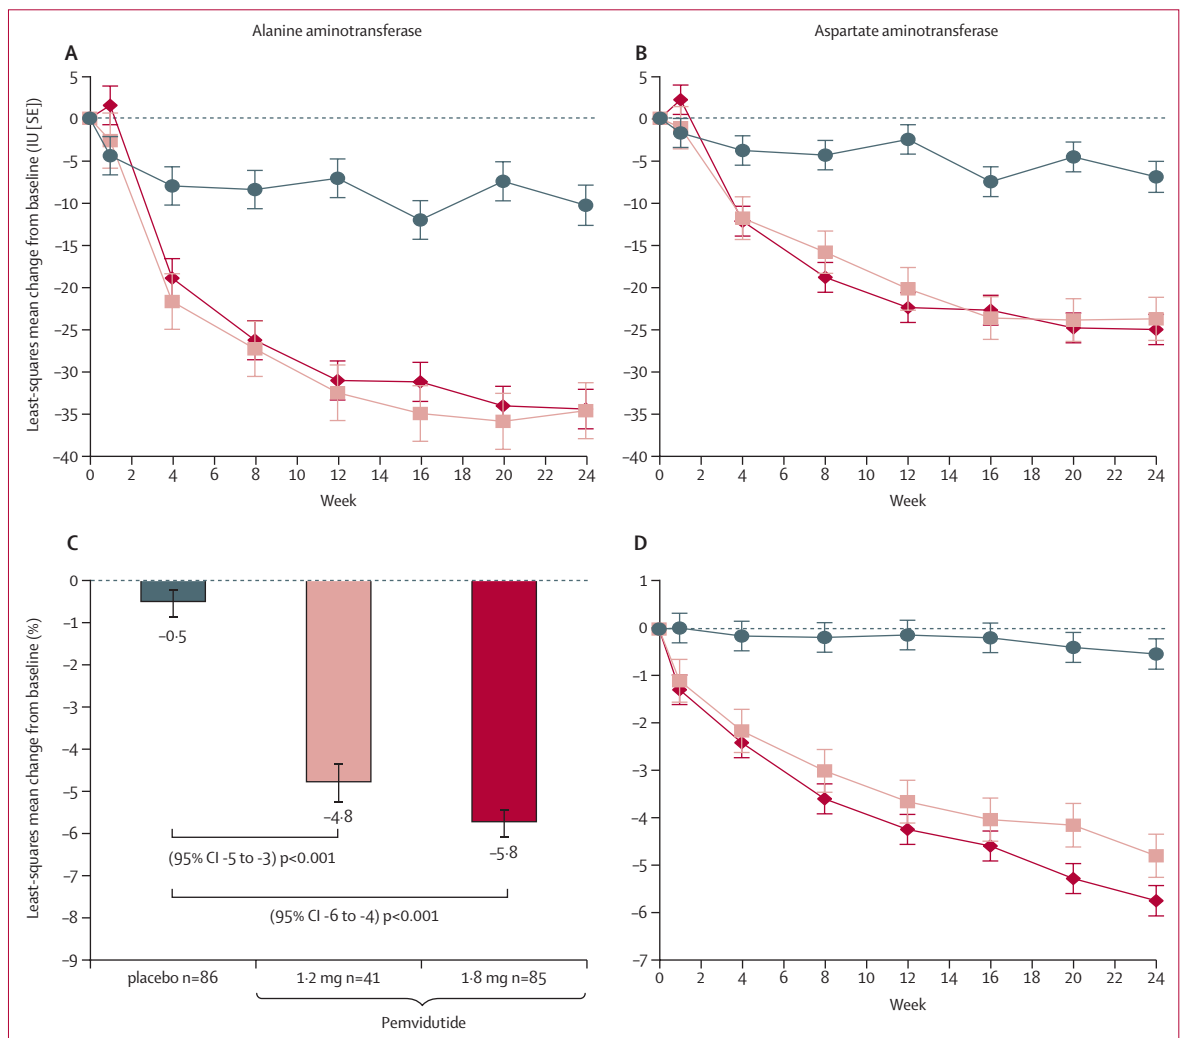 Alanine aminotransferase
Aspartate aminotransferase
A
B
Least-squares mean change from baseline (IU [SE])
5
0
−5
−10
−15
−20
−25
−30
−35
−40
0 2 4 6 8 10 12 14 16 18 20 22 24
Week
5
0
−5
−10
−15
−20
−25
−30
−35
−40
0 2 4 6 8 10 12 14 16 18 20 22 24
Week
C
D
Least-squares mean change from baseline (%)
0
−1
−2
−3
−4
−5
−6
−7
−8
−9
−0·5
−4·8
−5·8
(95% CI -5 to -3) p<0.001
(95% CI -6 to -4) p<0.001
placebo n=86
1·2 mg n=41
1·8 mg n=85
Pemvidutide
1
0
−1
−2
−3
−4
−5
−6
−7
0 2 4 6 8 10 12 14 16 18 20 22 24
Week